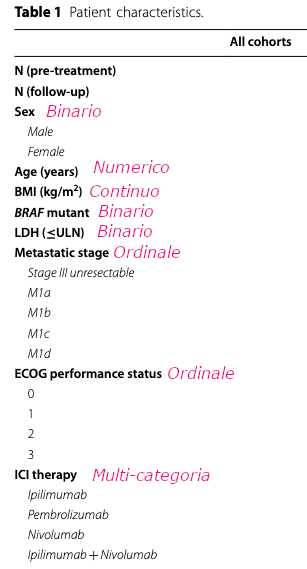 Table 1 Patient characteristics.
All cohorts
N (pre-treatment)
N (follow-up)
Sex Binario
Male
Female
Age (years) Numerico
BMI (kg/m²) Continuo
BRAF mutant Binario
LDH (≤ULN) Binario
Metastatic stage Ordinale
Stage III unresectable
M1a
M1b
M1c
M1d
ECOG performance status Ordinale
0
1
2
3
ICI therapy Multi-categoria
Ipilimumab
Pembrolizumab
Nivolumab
Ipilimumab + Nivolumab